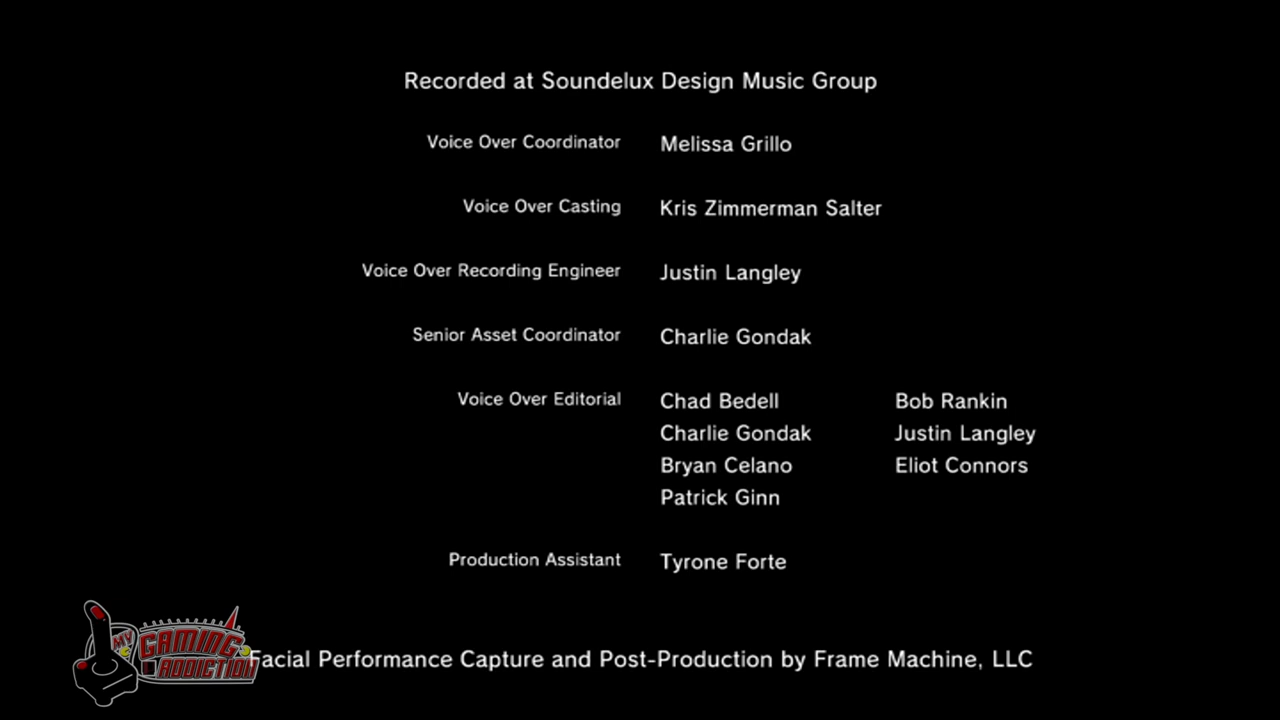 Recorded at Soundelux Design Music Group
Voice Over Coordinator Melissa Grillo
Voice Over Casting Kris Zimmerman Salter
Voice Over Recording Engineer Justin Langley
Senior Asset Coordinator Charlie Gondak
Voice Over Editorial Chad Bedell Bob Rankin
Charlie Gondak Justin Langley
Bryan Celano Eliot Connors
Patrick Ginn
Production Assistant Tyrone Forte
MY
GAMING
ADDICTION
Facial Performance Capture and Post-Production by Frame Machine, LLC